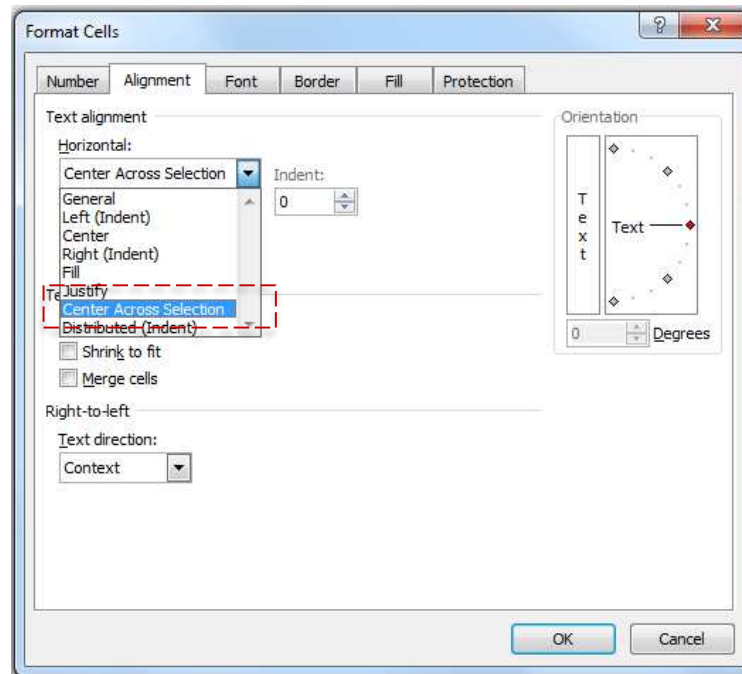 Format Cells
Number Alignment Font Border Fill Protection
Text alignment
Horizontal:
Center Across Selection
Indent:
0
General
Left (Indent)
Center
Right (Indent)
Fill
Justify
Te
Center Across Selection
Distributed (Indent)
Shrink to fit
Merge cells
Right-to-left
Text direction:
Context
Orientation
Text
Text
0 Degrees
OK Cancel